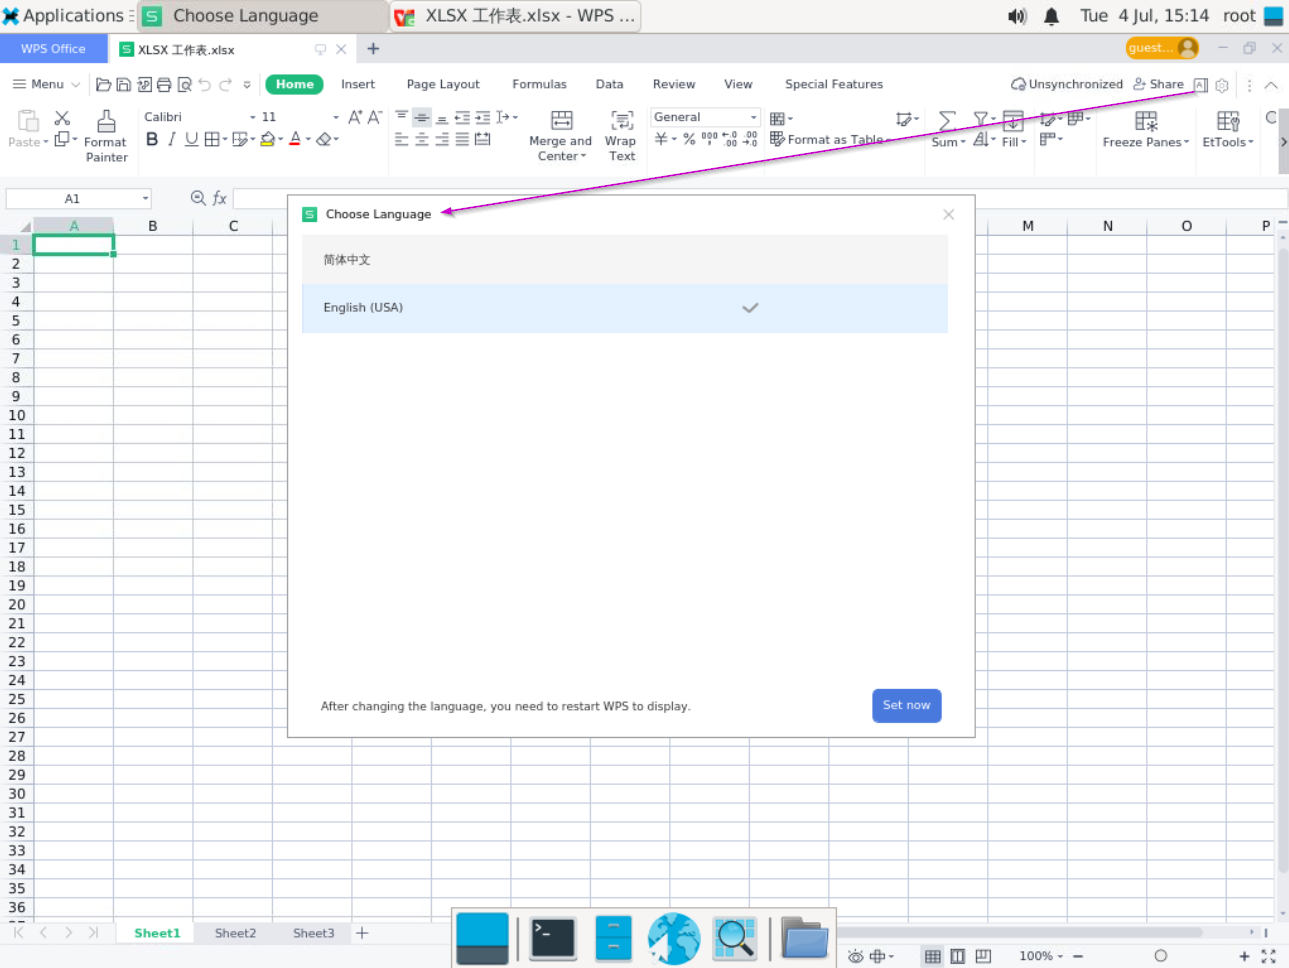 Applications
Choose Language
XLSX 工作表.xlsx - WPS ...
Tue 4 Jul, 15:14 root
WPS Office
XLSX 工作表.xlsx
guest...
Menu
Home
Insert
Page Layout
Formulas
Data
Review
View
Special Features
Unsynchronized
Share
Paste
Format
Painter
Calibri
11
B I U
A
Merge and
Center
Wrap
Text
General
Format as Table
Sum
Fill
Freeze Panes
EtTools
A1
fx
A B C M N O P
Choose Language
简体中文
English (USA)
After changing the language, you need to restart WPS to display.
Set now
1
2
3
4
5
6
7
8
9
10
11
12
13
14
15
16
17
18
19
20
21
22
23
24
25
26
27
28
29
30
31
32
33
34
35
36
Sheet1 Sheet2 Sheet3
100%